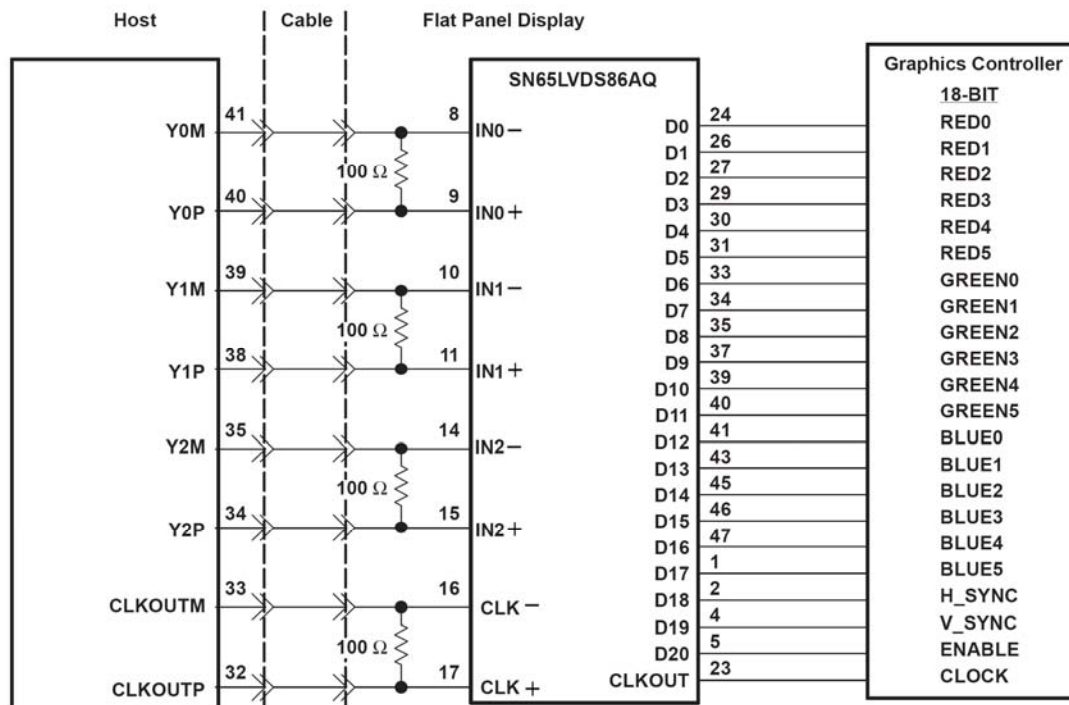 Host
Cable
Flat Panel Display
SN65LVDS86AQ
Graphics Controller
18-BIT
Y0M 41 8 IN0−
100 Ω
Y0P 40 9 IN0+
Y1M 39 10 IN1−
100 Ω
Y1P 38 11 IN1+
Y2M 35 14 IN2−
100 Ω
Y2P 34 15 IN2+
CLKOUTM 33 16 CLK−
100 Ω
CLKOUTP 32 17 CLK+
D0 24 RED0
D1 26 RED1
D2 27 RED2
D3 29 RED3
D4 30 RED4
D5 31 RED5
D6 33 GREEN0
D7 34 GREEN1
D8 35 GREEN2
D9 37 GREEN3
D10 39 GREEN4
D11 40 GREEN5
D12 41 BLUE0
D13 43 BLUE1
D14 45 BLUE2
D15 46 BLUE3
D16 47 BLUE4
D17 1 BLUE5
D18 2 H_SYNC
D19 4 V_SYNC
D20 5 ENABLE
CLKOUT 23 CLOCK